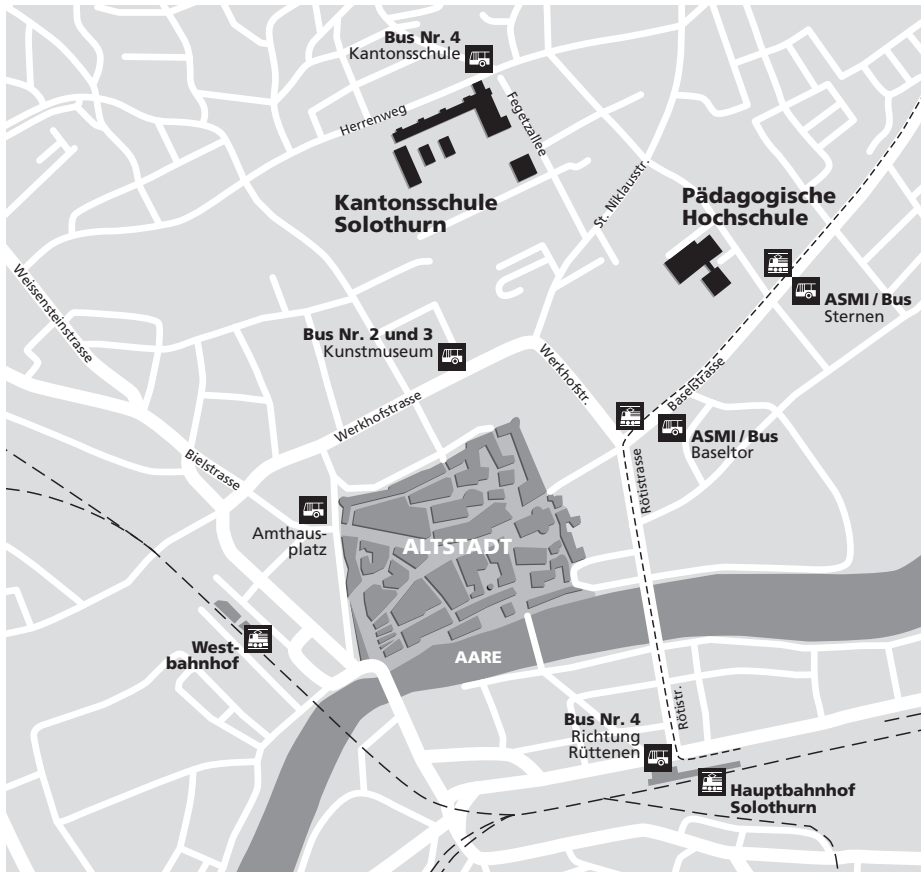 Bus Nr. 4
Kantonsschule
Herrenweg
Fegetzallee
Kantonsschule
Solothurn
St. Niklausstr.
Pädagogische
Hochschule
ASMI / Bus
Sternen
Weissensteinstrasse
Bus Nr. 2 und 3
Kunstmuseum
Werkhofstr.
Baselstrasse
Werkhofstrasse
ASMI / Bus
Baseltor
Bielstrasse
Rötistrasse
Amthaus-
platz
ALTSTADT
West-
bahnhof
AARE
Rötistr.
Bus Nr. 4
Richtung
Rüttenen
Hauptbahnhof
Solothurn